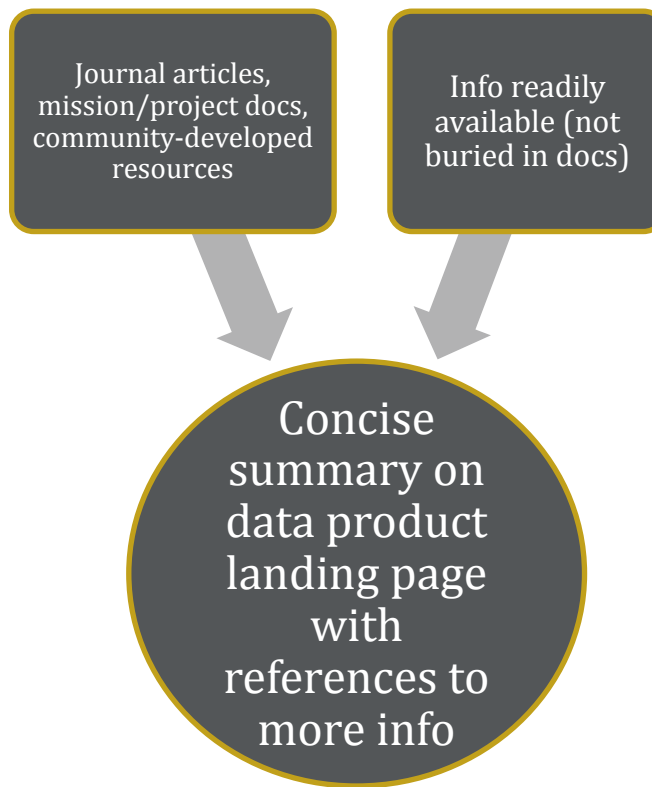 Journal articles,
mission/project docs,
community-developed
resources
Info readily
available (not
buried in docs)
Concise
summary on
data product
landing page
with
references to
more info